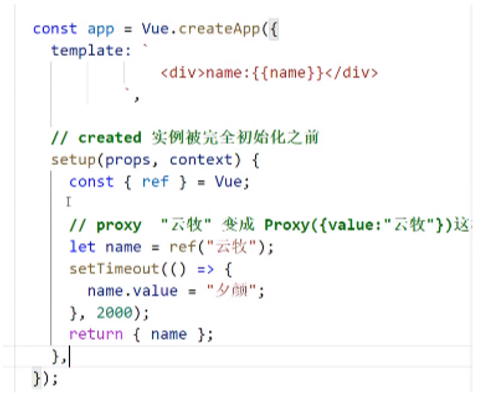 const app = Vue.createApp({
template: `
<div>name:{{name}}</div>
`,
// created 实例被完全初始化之前
setup(props, context) {
const { ref } = Vue;
// proxy "云牧" 变成 Proxy({value:"云牧"})这
let name = ref("云牧");
setTimeout(() => {
name.value = "夕颜";
}, 2000);
return { name };
},
});